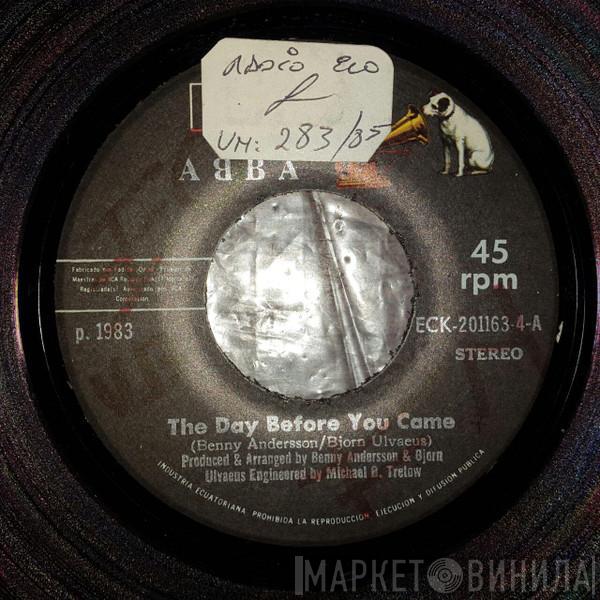 RADIO ECO
UM: 283/85
ABBA
45
rpm
p. 1983
ECK-201163-4-A
STEREO
The Day Before You Came
(Benny Andersson/Bjorn Ulvaeus)
Produced & Arranged by Benny Andersson & Bjorn
Ulvaeus Engineered by Michael B. Tretow
INDUSTRIA ECUATORIANA. PROHIBIDA LA REPRODUCCION, EJECUCION Y DIFUSION PUBLICA
МАРКЕТ ВИНИЛА